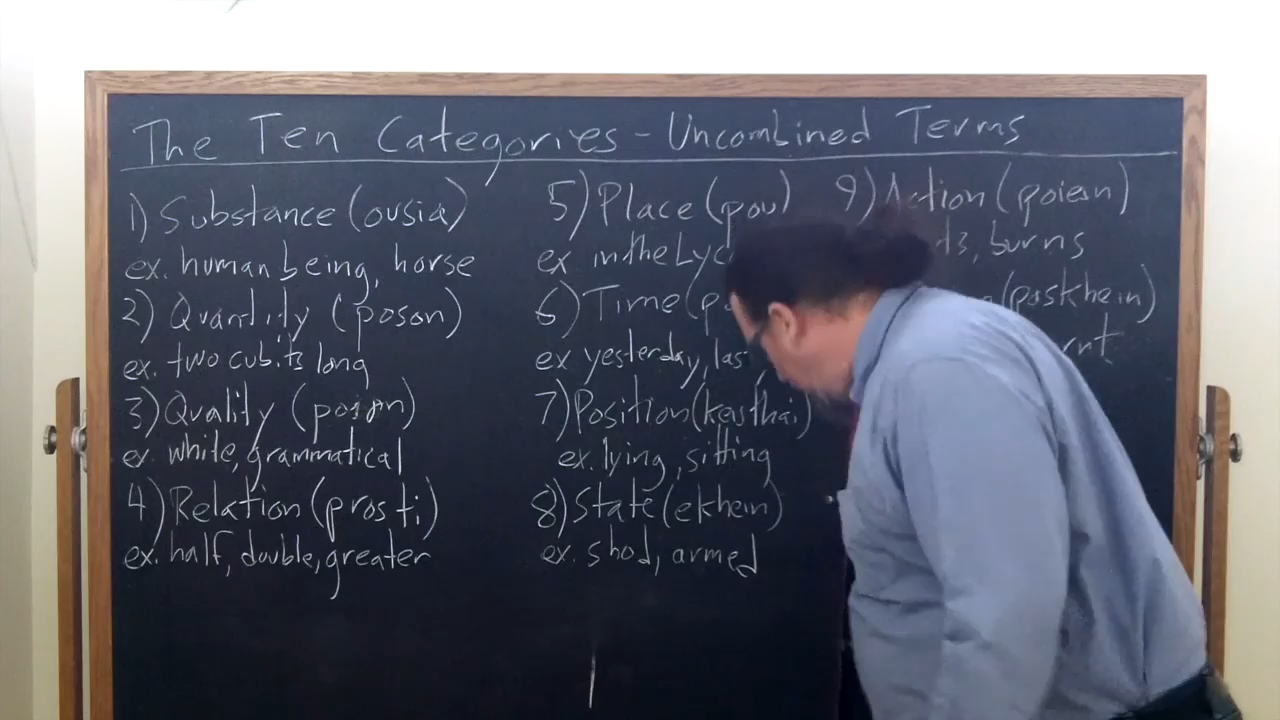 The Ten Categories - Uncombined Terms
1) Substance (ousia)
ex. human being, horse
2) Quantity (poson)
ex. two cubits long
3) Quality (poion)
ex. white, grammatical
4) Relation (pros ti)
ex. half, double, greater
5) Place (pou)
ex in the
6) Time
ex yesterday,
7) Position (keisthai)
ex. lying, sitting
8) State (ekhein)
ex. shod, armed
9) Action (poiein)
burns
(paskhein)